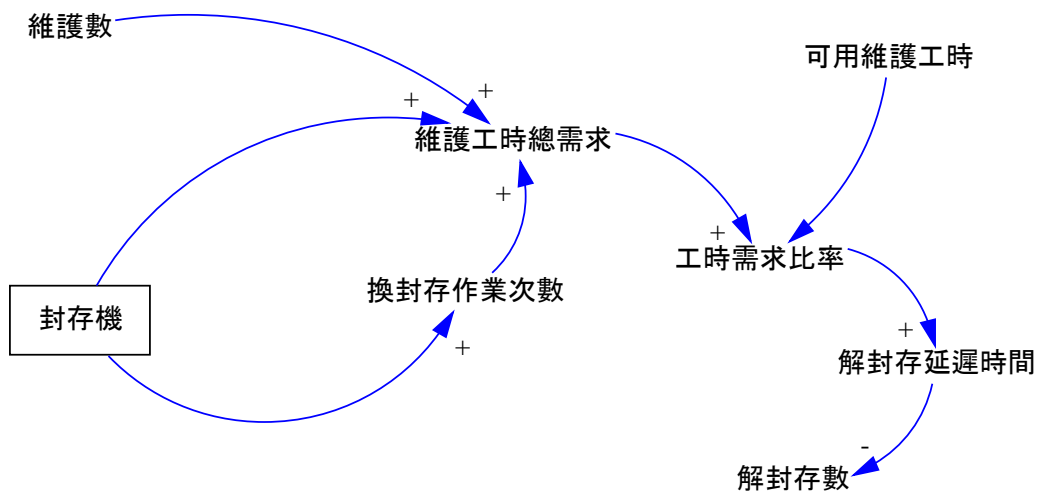 維護數
可用維護工時
+
+
維護工時總需求
+
+
工時需求比率
換封存作業次數
封存機
+
+
解封存延遲時間
-
解封存數